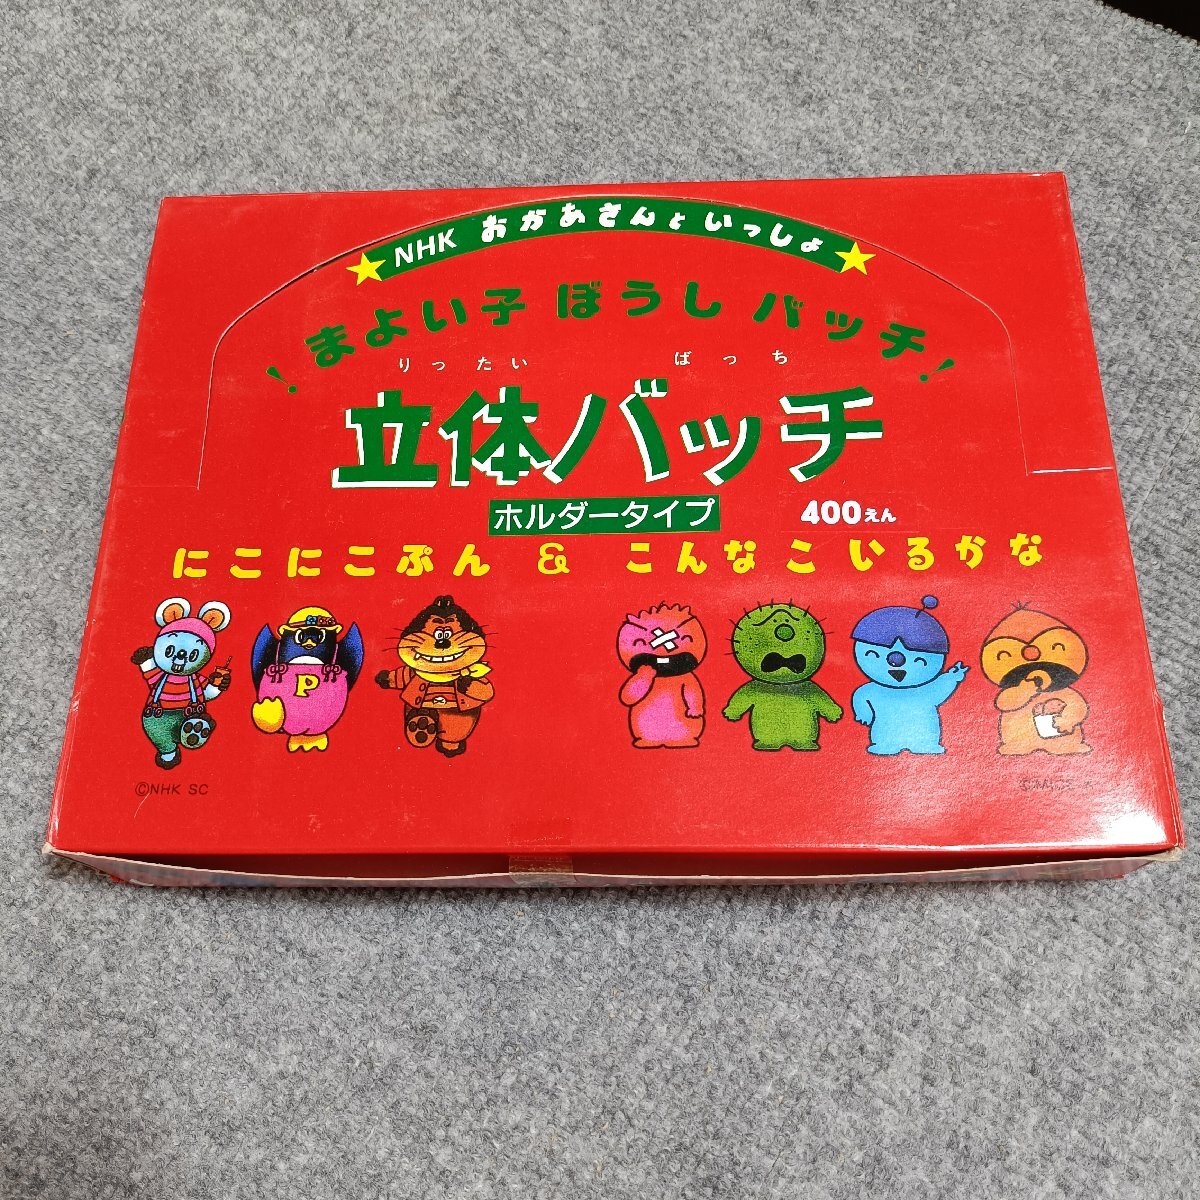 NHK おかあさんといっしょ
! まよい子 ぼうし バッチ!
りったい ばっち
立体バッチ
ホルダータイプ 400えん
にこにこぷん & こんなこいるかな
P
©NHK SC